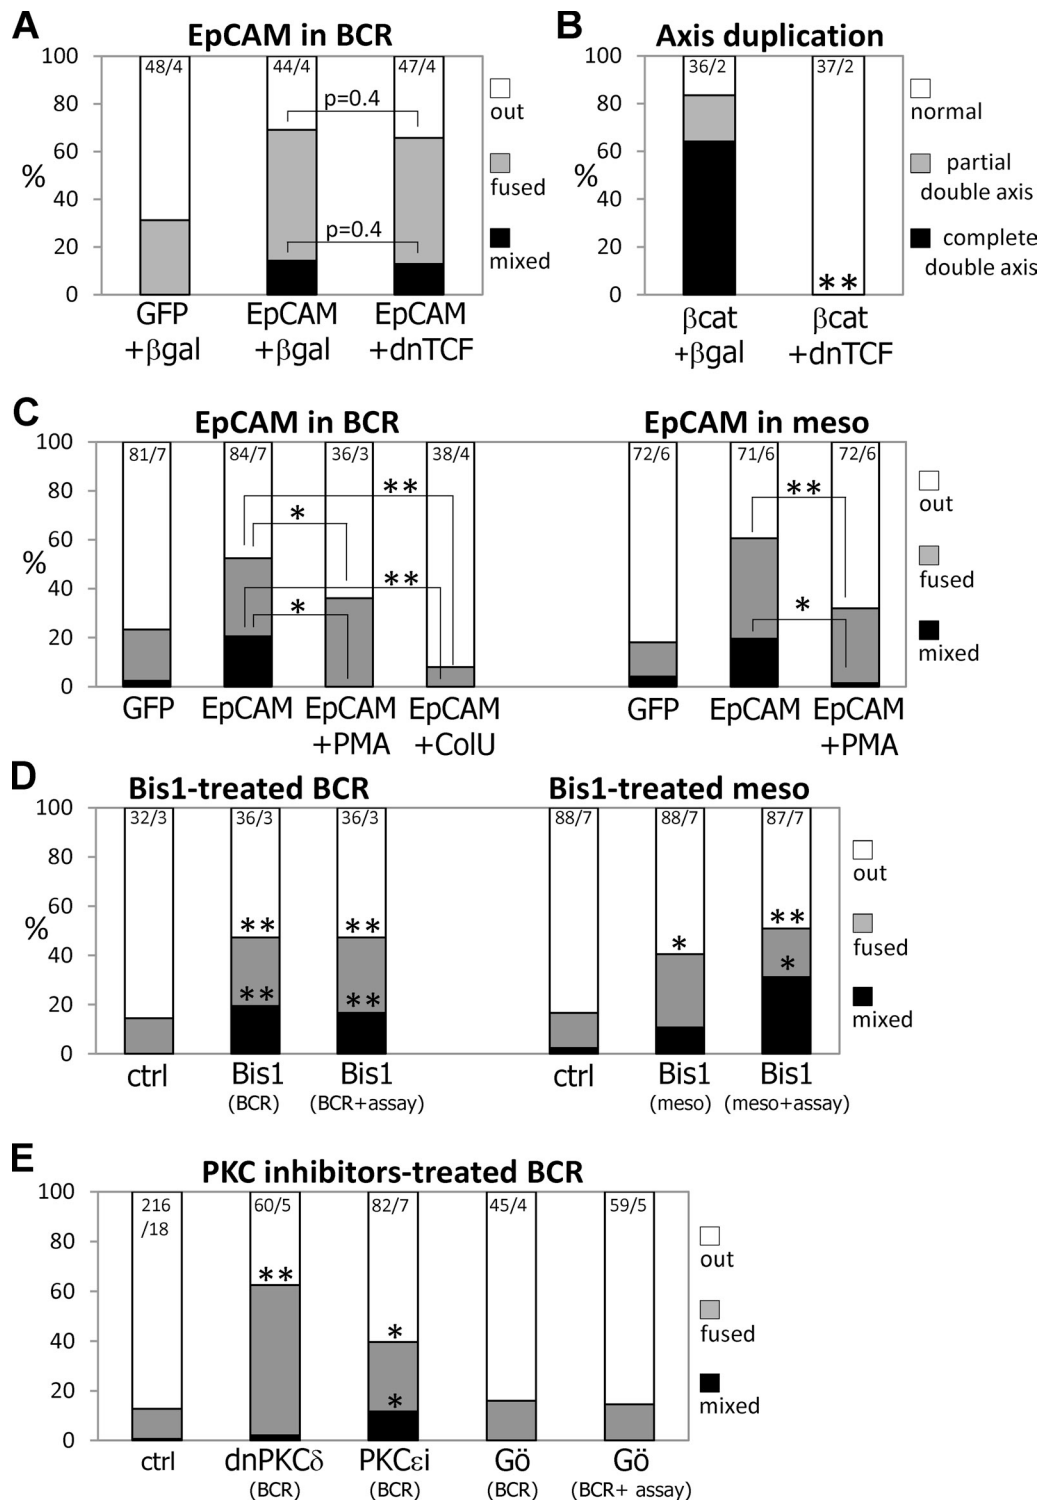 A
EpCAM in BCR
100
80
60
40
20
0
%
48/4
44/4
47/4
p=0.4
p=0.4
out
fused
mixed
GFP
+βgal
EpCAM
+βgal
EpCAM
+dnTCF
B
Axis duplication
100
80
60
40
20
0
%
36/2
37/2
**
normal
partial
double axis
complete
double axis
βcat
+βgal
βcat
+dnTCF
C
EpCAM in BCR
EpCAM in meso
100
80
60
40
20
0
%
81/7
84/7
36/3
38/4
72/6
71/6
72/6
**
*
**
*
**
*
out
fused
mixed
GFP
EpCAM
EpCAM
+PMA
EpCAM
+ColU
GFP
EpCAM
EpCAM
+PMA
D
Bis1-treated BCR
Bis1-treated meso
100
80
60
40
20
0
%
32/3
36/3
36/3
88/7
88/7
87/7
**
**
**
**
*
**
*
out
fused
mixed
ctrl
Bis1
(BCR)
Bis1
(BCR+assay)
ctrl
Bis1
(meso)
Bis1
(meso+assay)
E
PKC inhibitors-treated BCR
100
80
60
40
20
0
%
216
/18
60/5
82/7
45/4
59/5
**
*
*
out
fused
mixed
ctrl
dnPKCδ
(BCR)
PKCεi
(BCR)
Gö
(BCR)
Gö
(BCR+ assay)